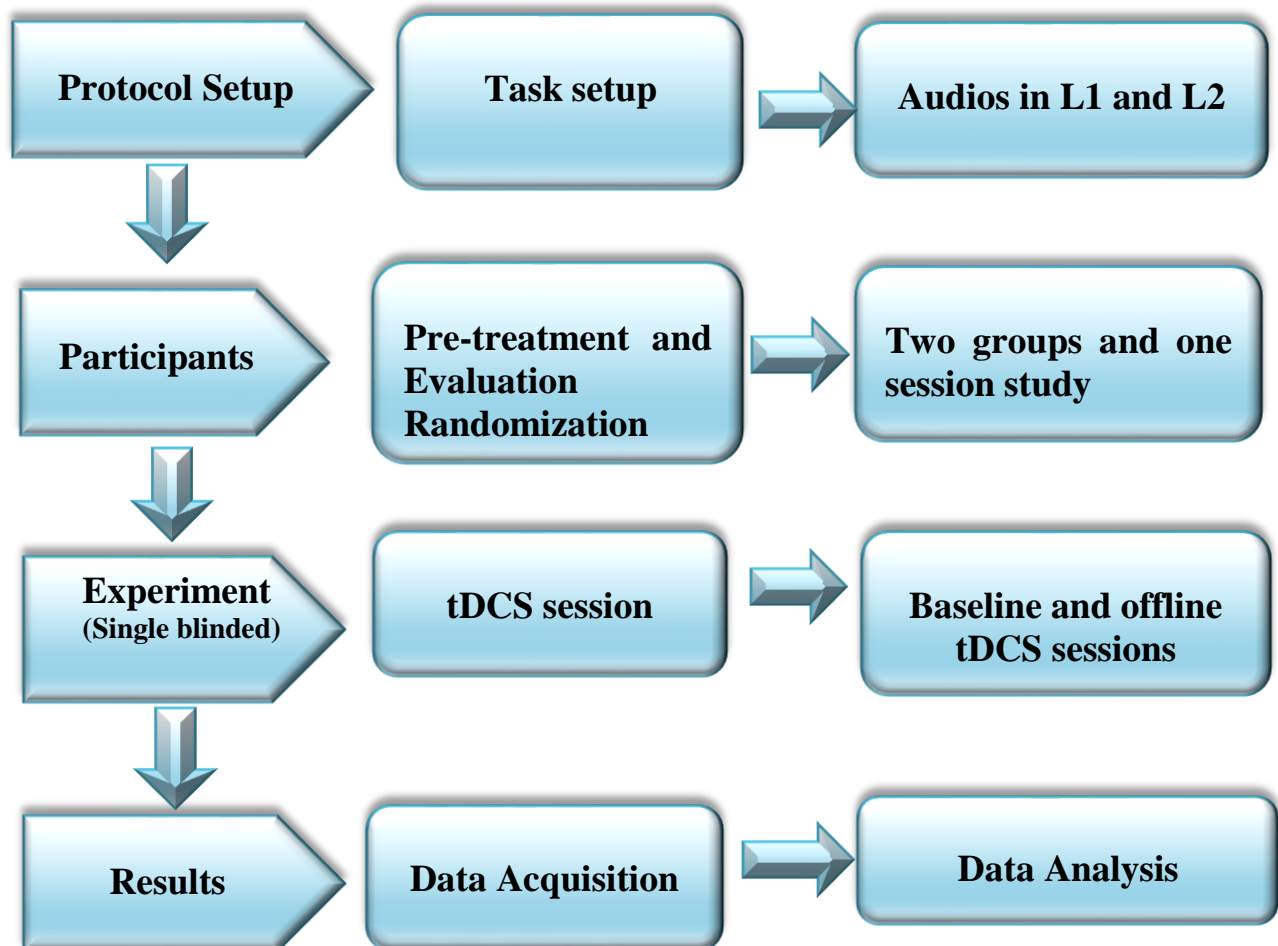 Protocol Setup
Task setup
Audios in L1 and L2
Participants
Pre-treatment and
Evaluation
Randomization
Two groups and one
session study
Experiment
(Single blinded)
tDCS session
Baseline and offline
tDCS sessions
Results
Data Acquisition
Data Analysis